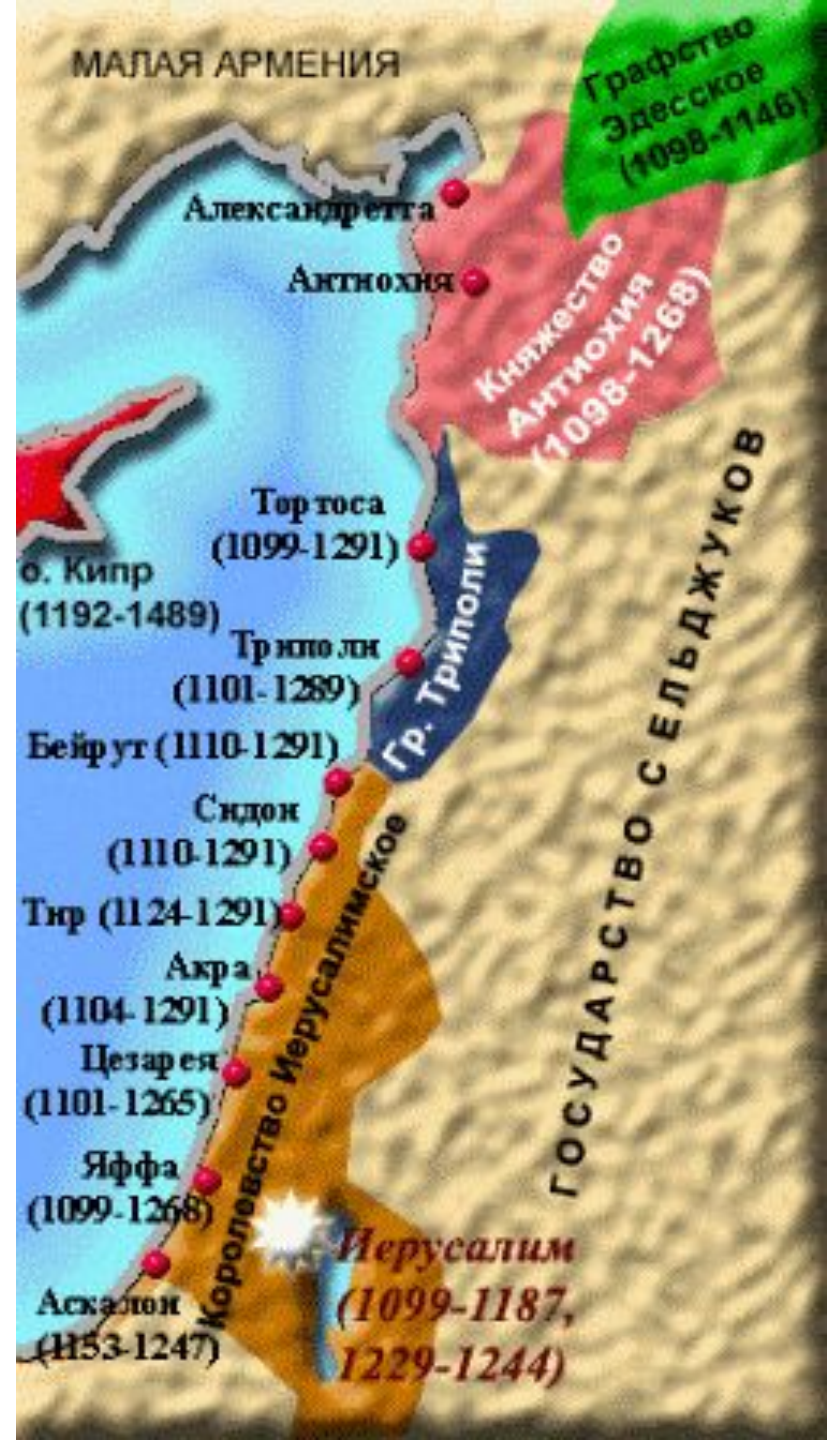 МАЛАЯ АРМЕНИЯ
Графство
Эдесское
(1098-1146)
Александретта
Антиохия
Княжество
Антиохия
(1098-1268)
Тортоса
(1099-1291)
о. Кипр
(1192-1489)
Триполи
(1101-1289)
Гр. Триполи
Бейрут (1110-1291)
Сидон
(1110-1291)
Тир (1124-1291)
Акра
(1104-1291)
Цезарея
(1101-1265)
Яффа
(1099-1268)
Королевство Иерусалимское
ГОСУДАРСТВО СЕЛЬДЖУКОВ
Иерусалим
(1099-1187,
1229-1244)
Аскалон
(1153-1247)